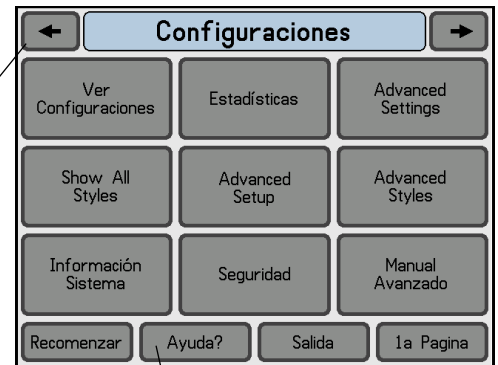 Configuraciones
Ver
Configuraciones
Estadísticas
Advanced
Settings
Show All
Styles
Advanced
Setup
Advanced
Styles
Información
Sistema
Seguridad
Manual
Avanzado
Recomenzar
Ayuda?
Salida
1a Pagina